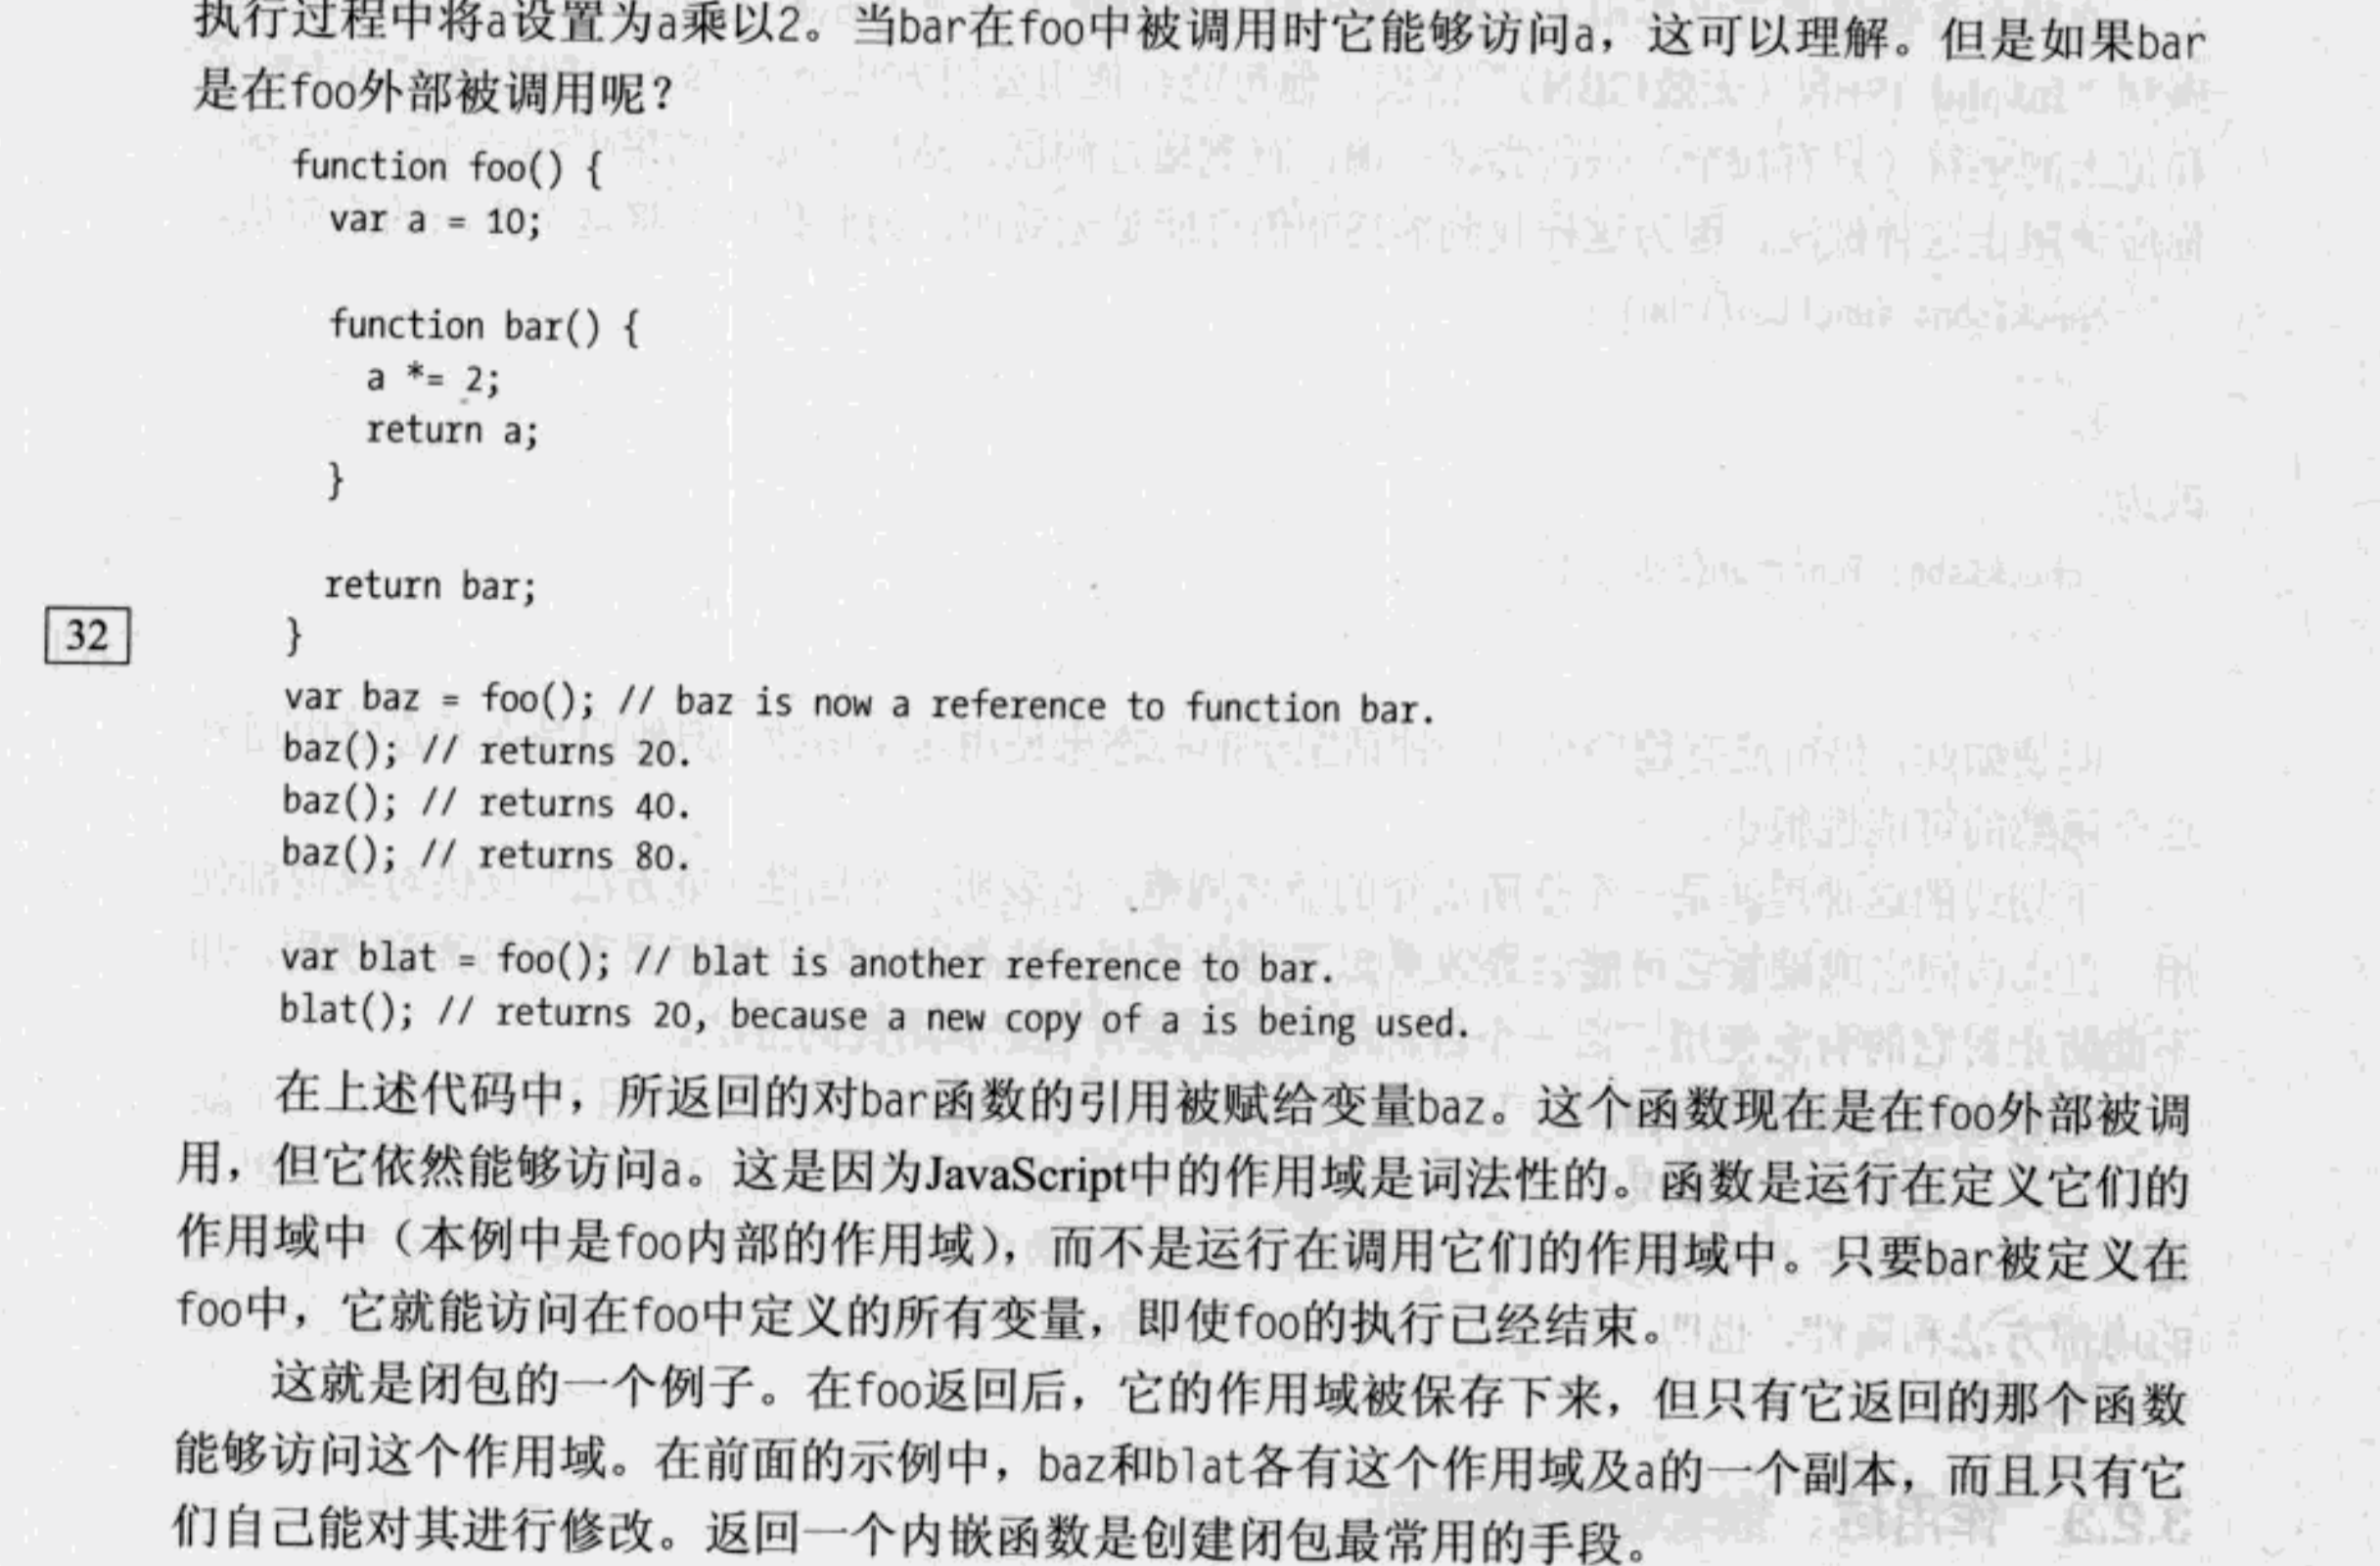 执行过程中将a设置为a乘以2。当bar在foo中被调用时它能够访问a，这可以理解。但是如果bar
是在foo外部被调用呢？
function foo() {
  var a = 10;
  function bar() {
    a *= 2;
    return a;
  }
  return bar;
32
}
var baz = foo(); // baz is now a reference to function bar.
baz(); // returns 20.
baz(); // returns 40.
baz(); // returns 80.
var blat = foo(); // blat is another reference to bar.
blat(); // returns 20, because a new copy of a is being used.
在上述代码中，所返回的对bar函数的引用被赋给变量baz。这个函数现在是在foo外部被调
用，但它依然能够访问a。这是因为JavaScript中的作用域是词法性的。函数是运行在定义它们的
作用域中（本例中是foo内部的作用域），而不是运行在调用它们的作用域中。只要bar被定义在
foo中，它就能访问在foo中定义的所有变量，即使foo的执行已经结束。
这就是闭包的一个例子。在foo返回后，它的作用域被保存下来，但只有它返回的那个函数
能够访问这个作用域。在前面的示例中，baz和blat各有这个作用域及a的一个副本，而且只有它
们自己能对其进行修改。返回一个内嵌函数是创建闭包最常用的手段。